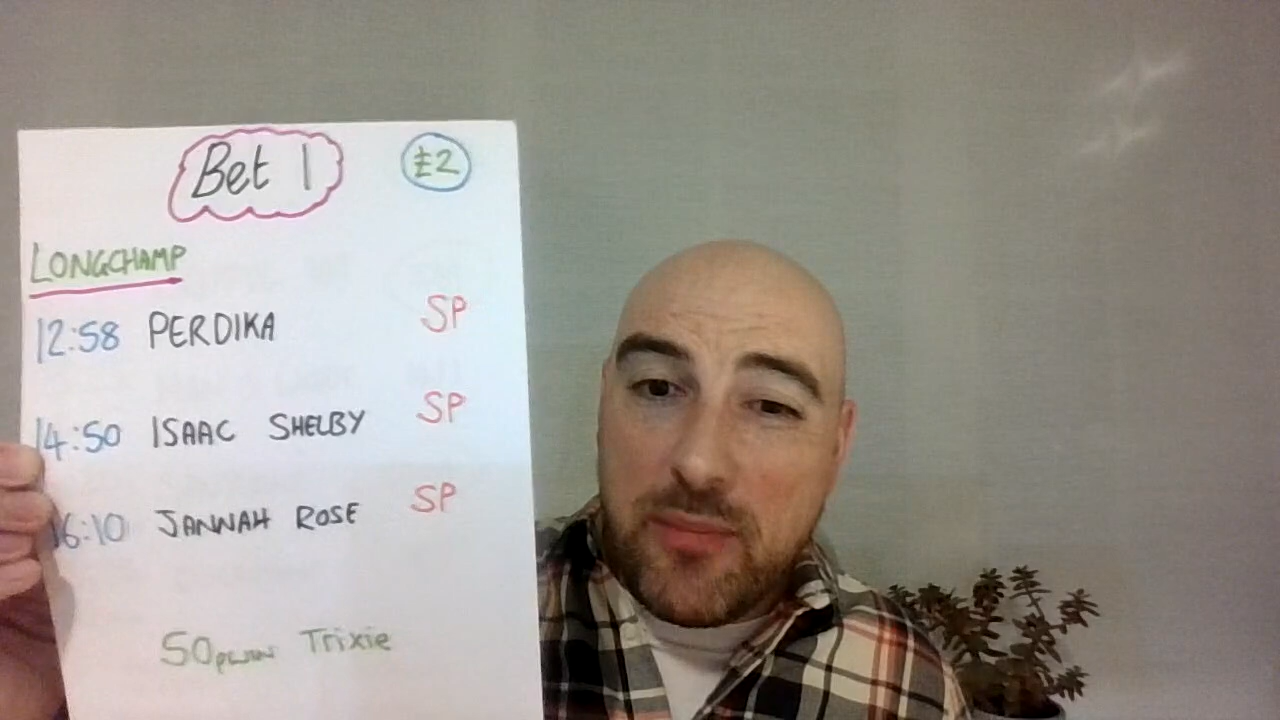 Bet 1 £2
LONGCHAMP
12:58 PERDIKA SP
14:50 ISAAC SHELBY SP
16:10 JANNAH ROSE SP
50p WIN Trixie